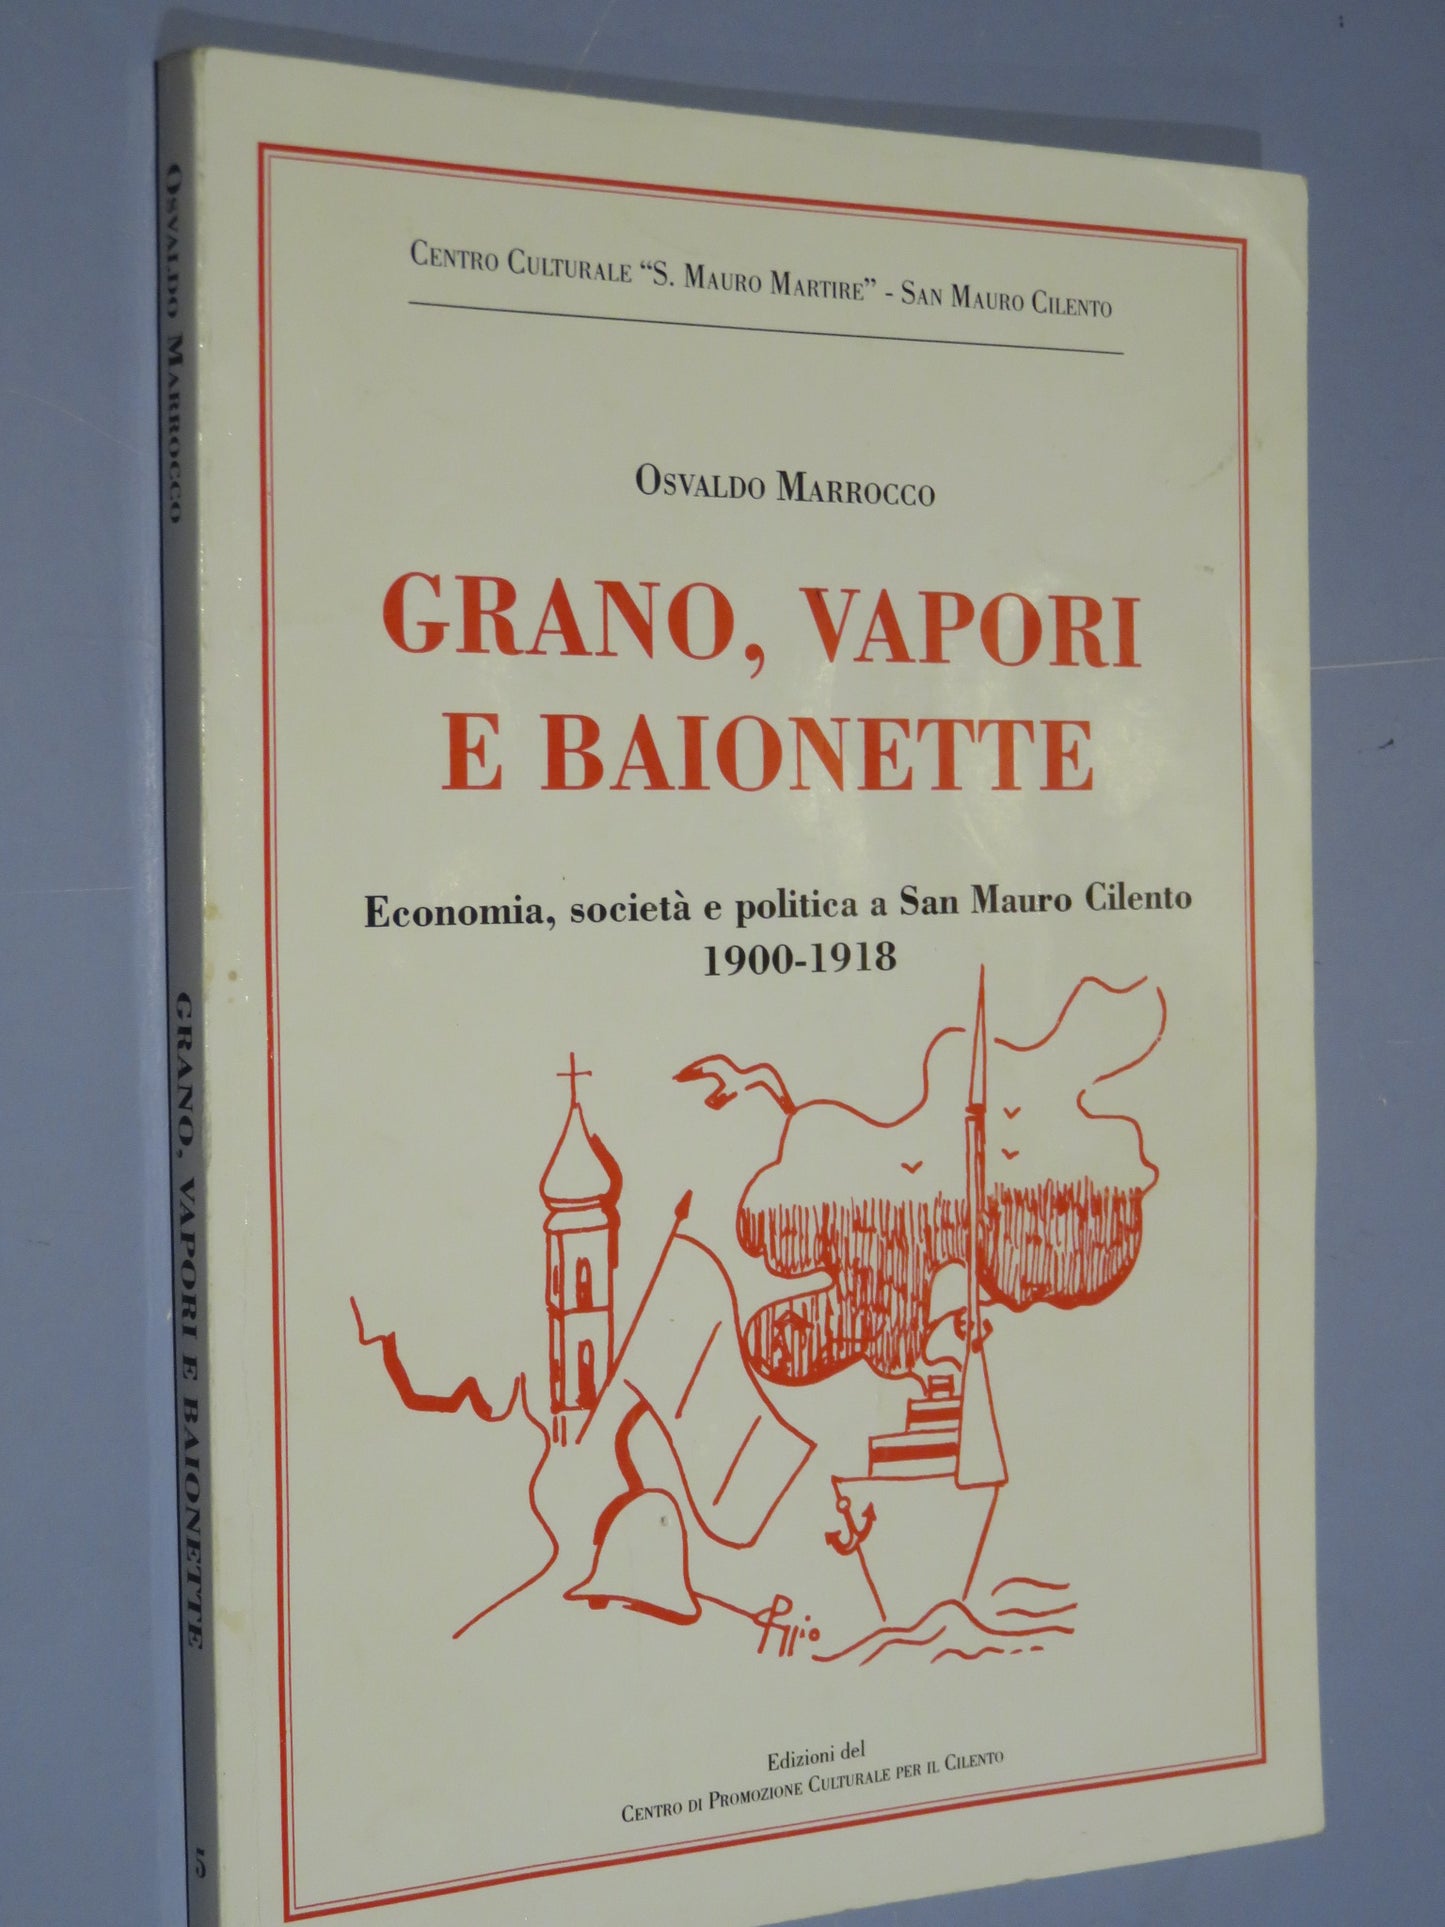 CENTRO CULTURALE “S. MAURO MARTIRE” - SAN MAURO CILENTO
OSVALDO MARROCCO
GRANO, VAPORI
E BAIONETTE
Economia, società e politica a San Mauro Cilento
1900-1918
Edizioni del
CENTRO DI PROMOZIONE CULTURALE PER IL CILENTO
OSVALDO MARROCCO
GRANO, VAPORI E BAIONETTE
5